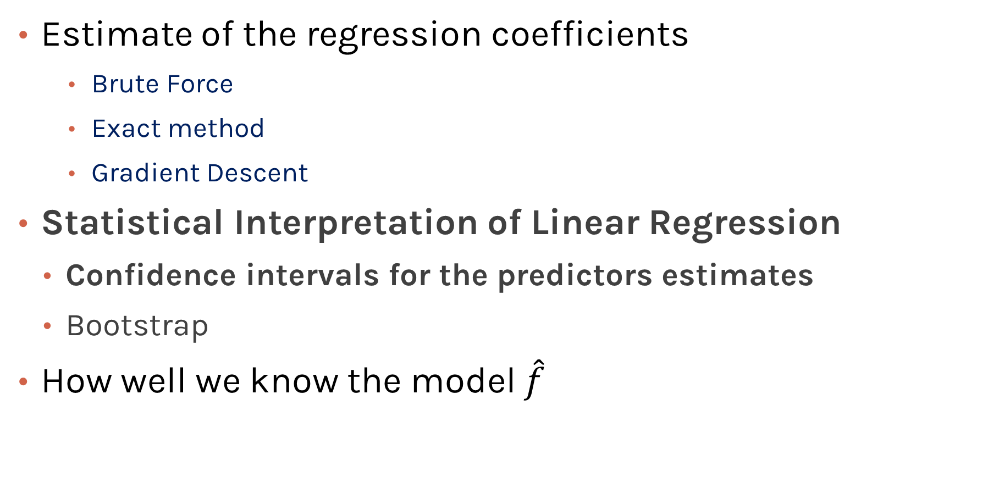 • Estimate of the regression coefficients
• Brute Force
• Exact method
• Gradient Descent
• Statistical Interpretation of Linear Regression
• Confidence intervals for the predictors estimates
• Bootstrap
• How well we know the model f̂